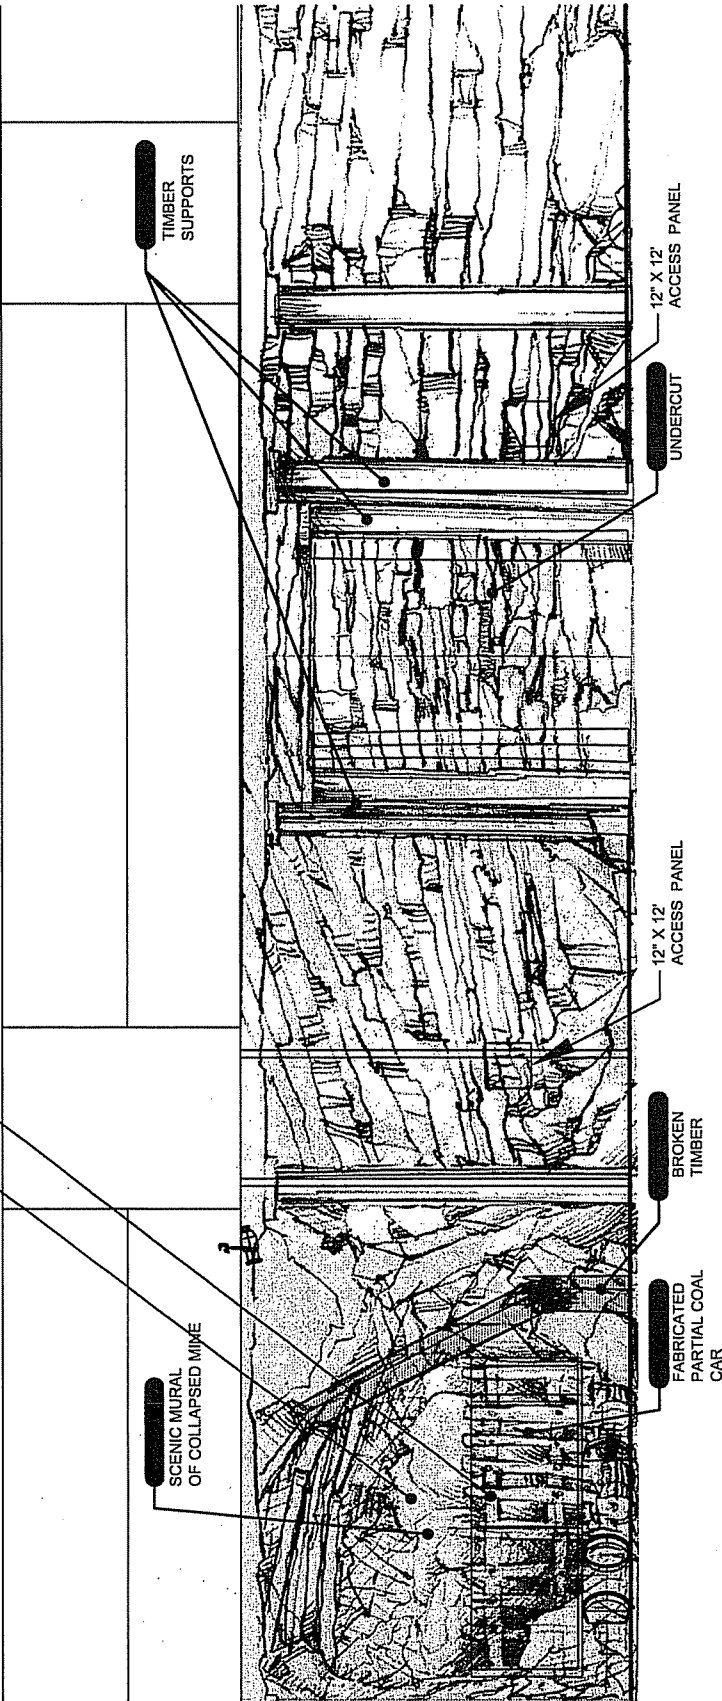 SCENIC MURAL
OF COLLAPSED MINE
TIMBER
SUPPORTS
FABRICATED
PARTIAL COAL
CAR
BROKEN
TIMBER
12" X 12'
ACCESS PANEL
UNDERCUT
12" X 12'
ACCESS PANEL